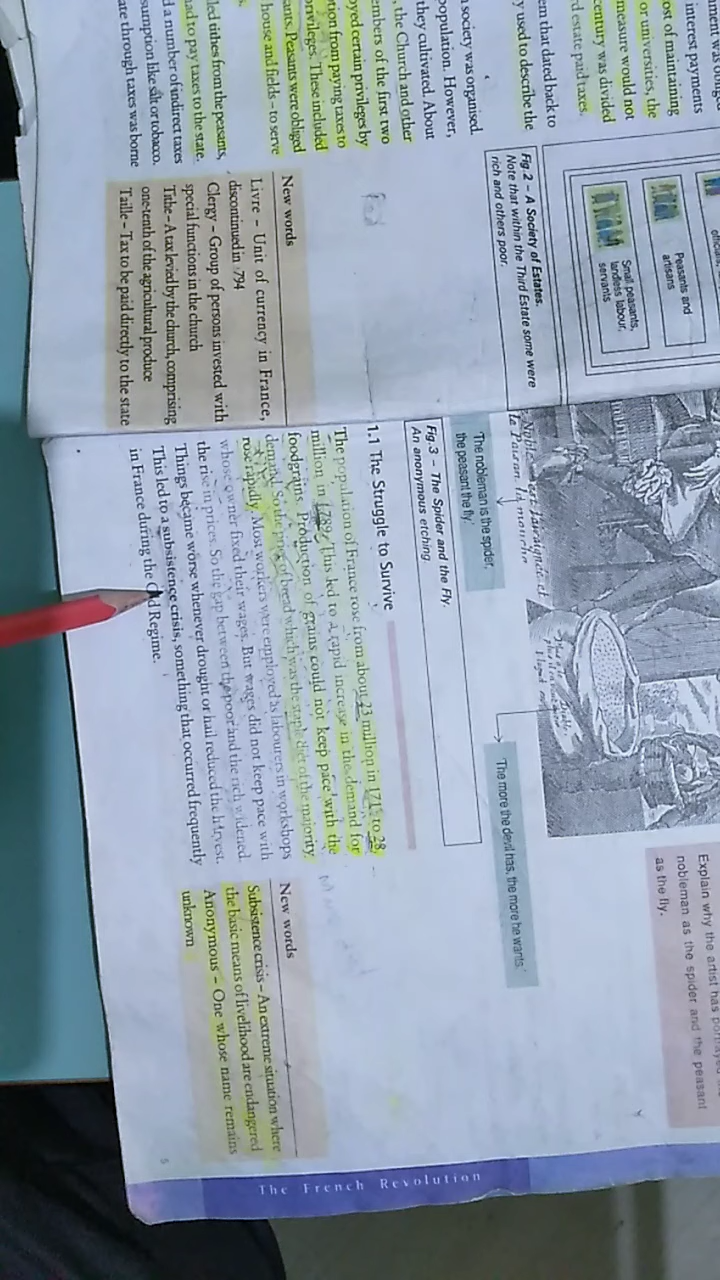 ment was
interest payments
ost of maintaining
or universities, the
measure would not
century was divided
d estate paid taxes.
em that dated back to
y used to describe the
society was organised.
population. However,
they cultivated. About
, the Church and other
embers of the first two
oyed certain privileges by
tion from paying taxes to
privileges. These included
Peasants were obliged
house and fields – to serve
led tithes from the peasants,
had to pay taxes to the state.
d a number of indirect taxes
sumption like salt or tobacco.
ate through taxes was borne
Peasants and
artisans
Small peasants,
landless labour,
servants
Fig.2 – A Society of Estates.
Note that within the Third Estate some were
rich and others poor.
New words
Livre – Unit of currency in France,
discontinued in 1794
Clergy – Group of persons invested with
special functions in the church
Tithe – A tax levied by the church, comprising
one-tenth of the agricultural produce
Taille – Tax to be paid directly to the state
'The nobleman is the spider,
the peasant the fly.'
'The more the devil has, the more he wants.'
Fig.3 – The Spider and the Fly.
An anonymous etching.
Explain why the artist has portrayed
nobleman as the spider and the peasant
as the fly.
1.1 The Struggle to Survive
The population of France rose from about 23 million in 1715 to 28
million in 1789. This led to a rapid increase in the demand for
foodgrains. Production of grains could not keep pace with the
demand. So the price of bread which was the staple diet of the majority
rose rapidly. Most workers were employed as labourers in workshops
whose owner fixed their wages. But wages did not keep pace with
the rise in prices. So the gap between the poor and the rich widened.
Things became worse whenever drought or hail reduced the harvest.
This led to a subsistence crisis, something that occurred frequently
in France during the Old Regime.
New words
Subsistence crisis – An extreme situation where
the basic means of livelihood are endangered
Anonymous – One whose name remains
unknown
5
The French Revolution